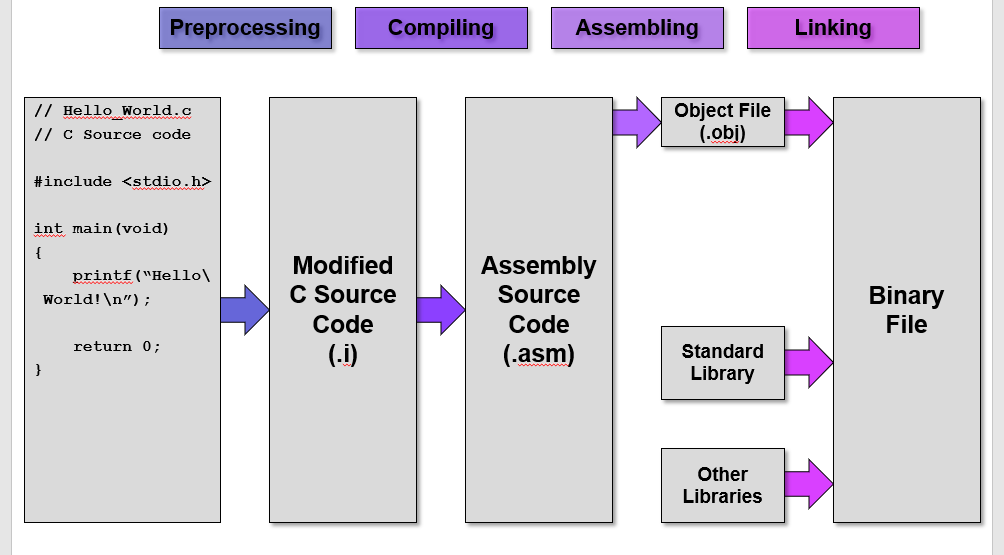 Preprocessing
Compiling
Assembling
Linking
// Hello_World.c
// C Source code
#include <stdio.h>
int main(void)
{
printf(“Hello\
World!\n”);
return 0;
}
Modified
C Source
Code
(.i)
Assembly
Source
Code
(.asm)
Object File
(.obj)
Standard
Library
Other
Libraries
Binary
File